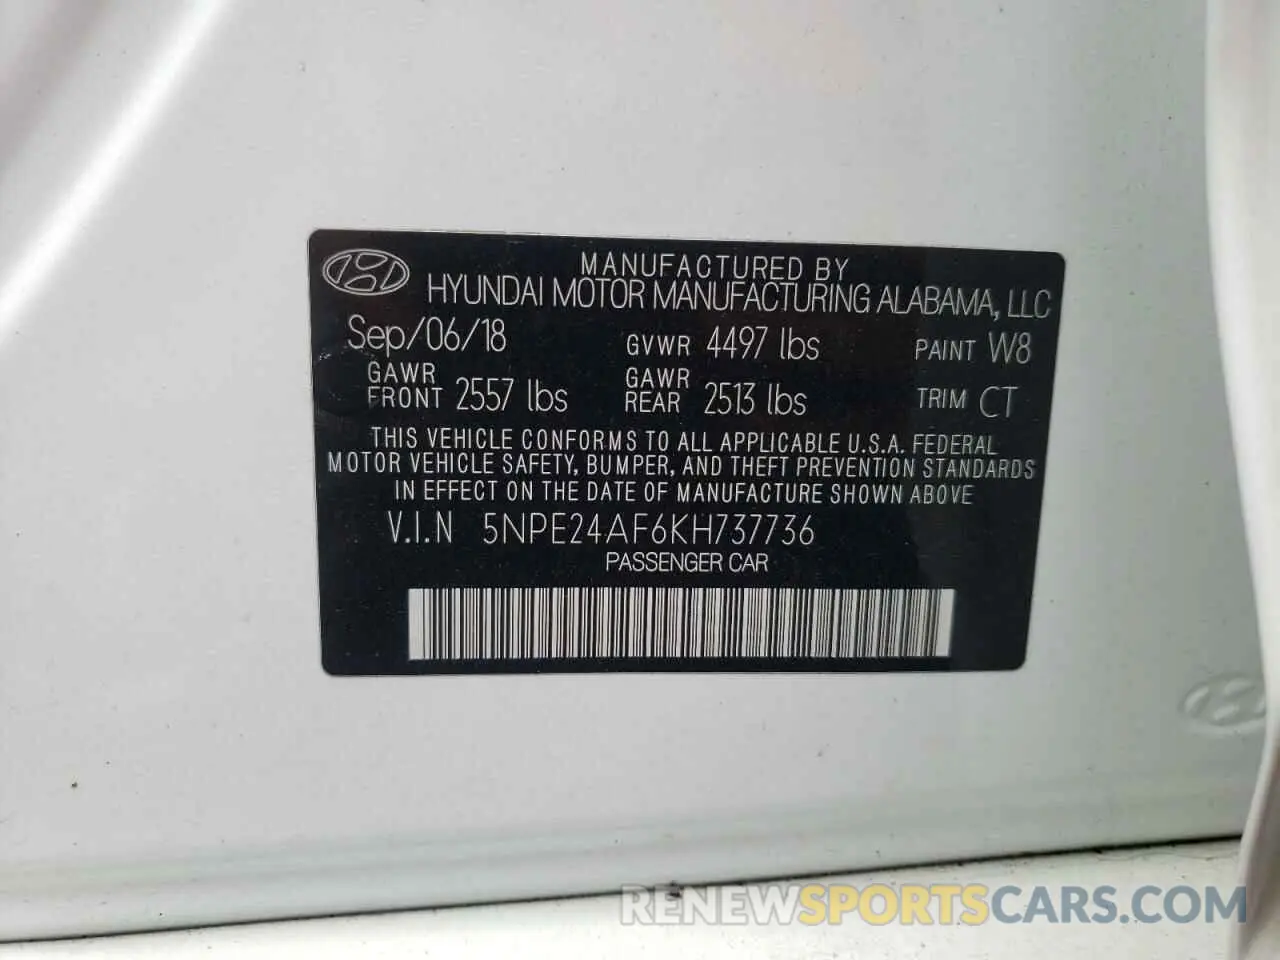 MANUFACTURED BY
HYUNDAI MOTOR MANUFACTURING ALABAMA, LLC
Sep/06/18 GVWR 4497 lbs PAINT W8
GAWR FRONT 2557 lbs GAWR REAR 2513 lbs TRIM CT
THIS VEHICLE CONFORMS TO ALL APPLICABLE U.S.A. FEDERAL
MOTOR VEHICLE SAFETY, BUMPER, AND THEFT PREVENTION STANDARDS
IN EFFECT ON THE DATE OF MANUFACTURE SHOWN ABOVE
V.I.N 5NPE24AF6KH737736
PASSENGER CAR
RENEWSPORTSCARS.COM